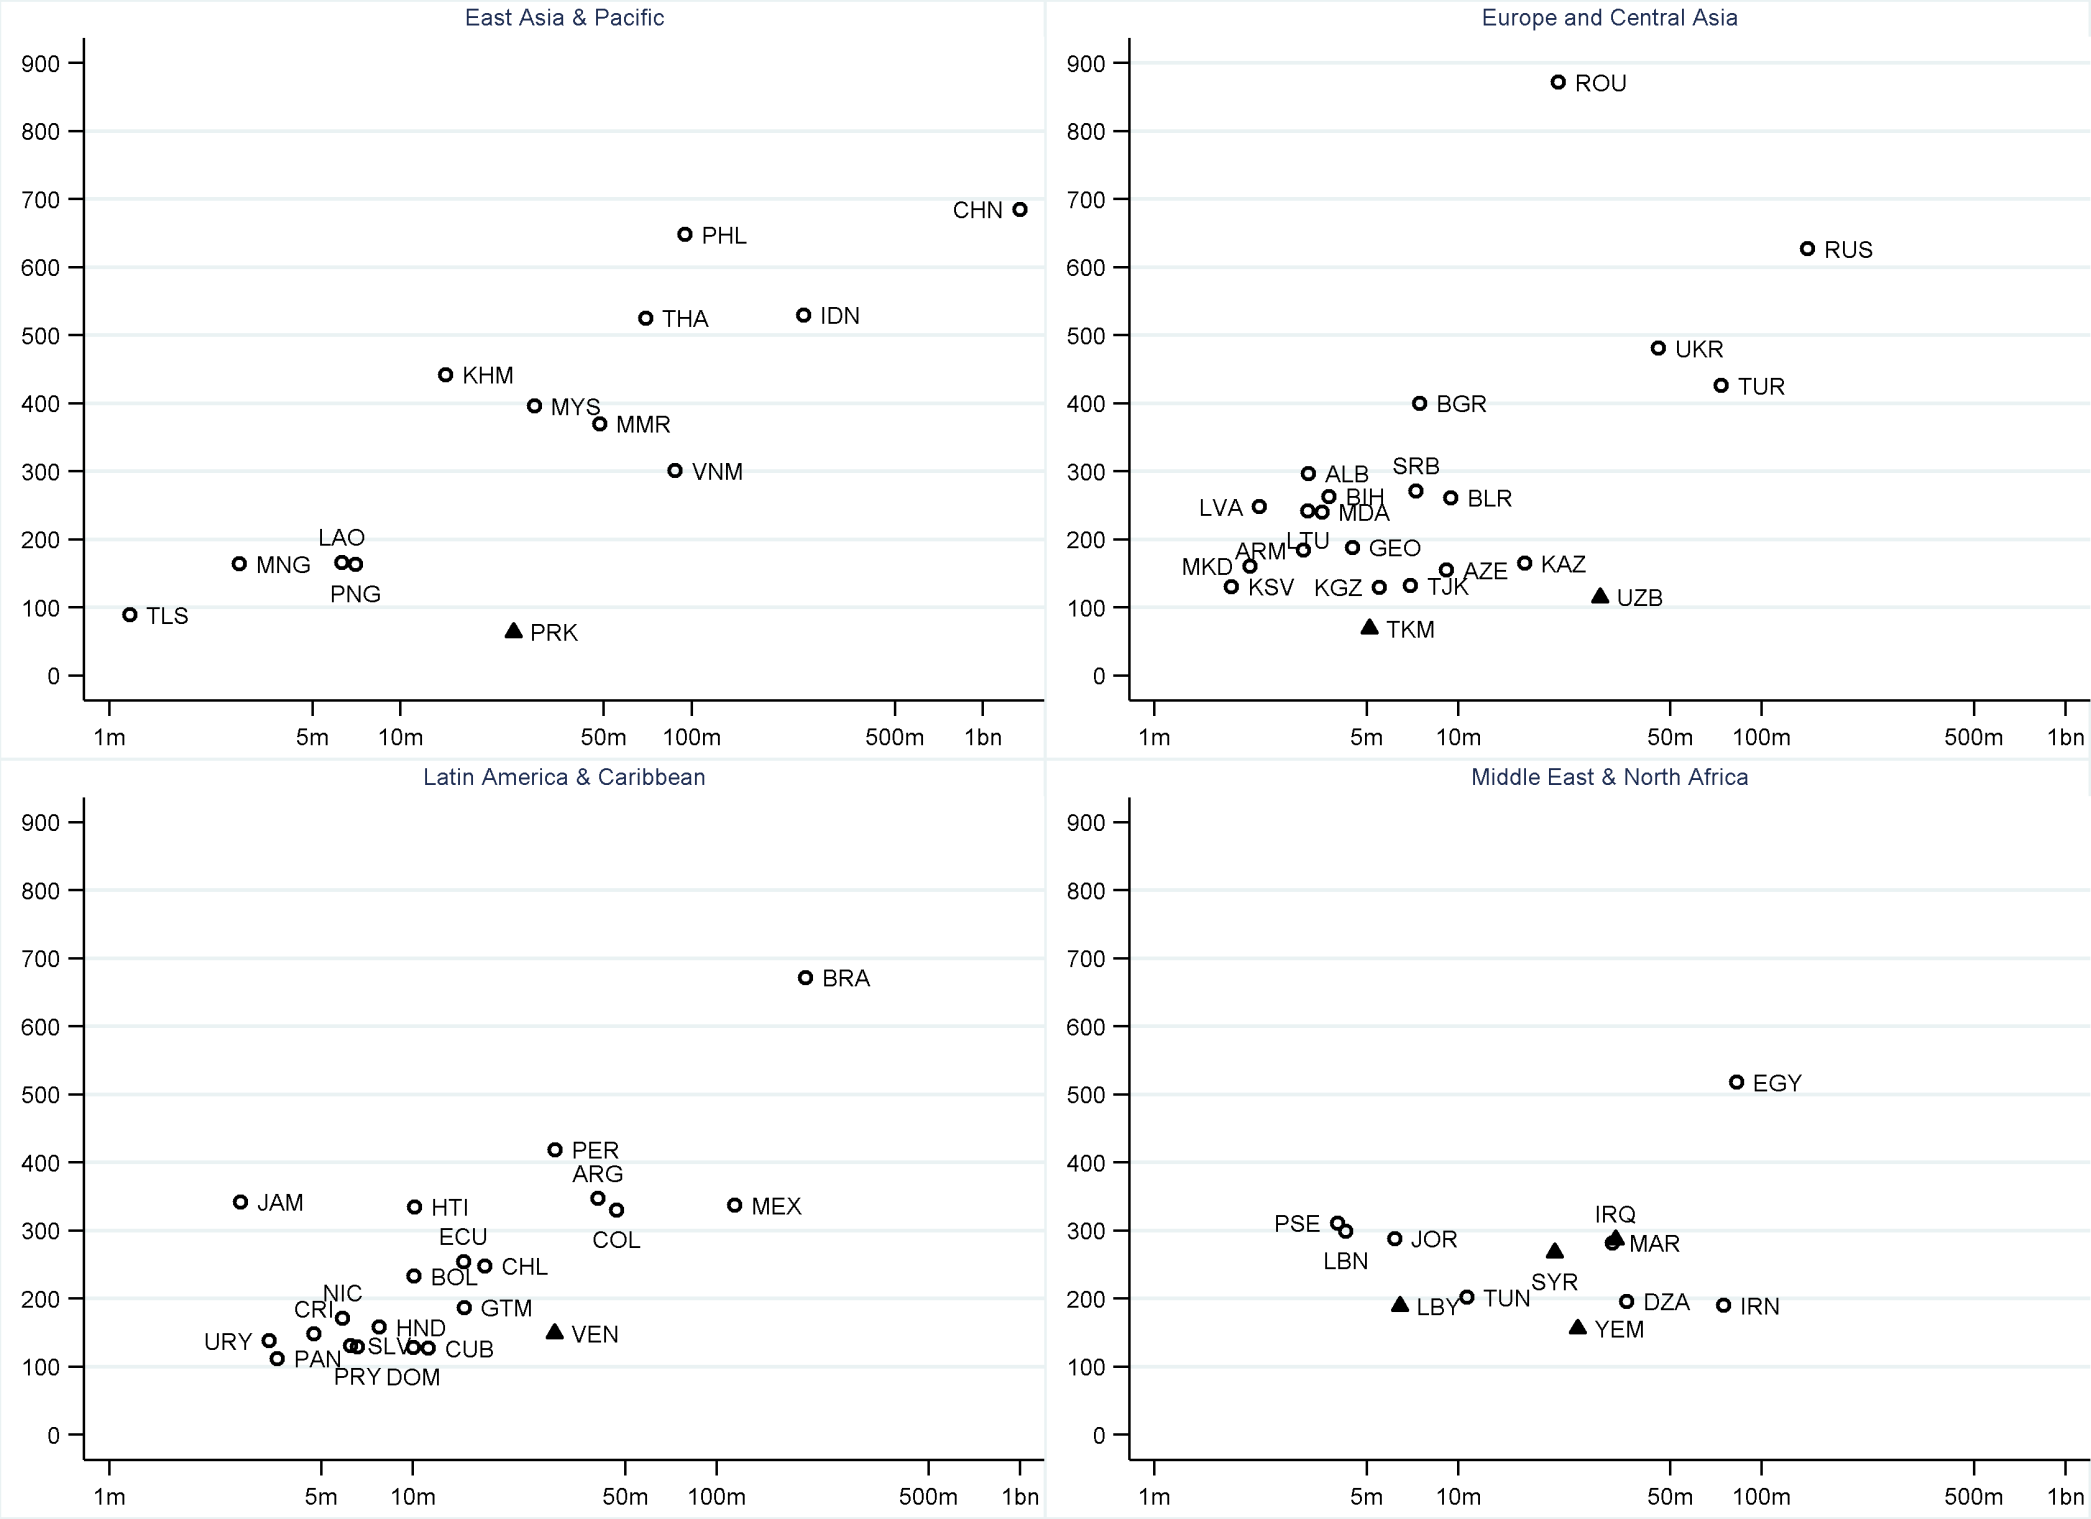 East Asia & Pacific
900
800
700
600
500
400
300
200
100
0
CHN
PHL
THA
IDN
KHM
MYS
MMR
VNM
LAO
MNG
PNG
TLS
PRK
1m 5m 10m 50m 100m 500m 1bn
Europe and Central Asia
900
800
700
600
500
400
300
200
100
0
ROU
RUS
UKR
TUR
BGR
SRB
ALB
BIH
BLR
LVA
MDA
LTU
ARM
GEO
MKD
AZE
KAZ
KSV
KGZ
TJK
UZB
TKM
1m 5m 10m 50m 100m 500m 1bn
Latin America & Caribbean
900
800
700
600
500
400
300
200
100
0
BRA
PER
ARG
JAM
HTI
MEX
ECU
COL
CHL
BOL
NIC
CRI
GTM
HND
VEN
URY
SLV
CUB
PAN
PRY
DOM
1m 5m 10m 50m 100m 500m 1bn
Middle East & North Africa
900
800
700
600
500
400
300
200
100
0
EGY
IRQ
PSE
JOR
MAR
LBN
SYR
TUN
LBY
DZA
IRN
YEM
1m 5m 10m 50m 100m 500m 1bn